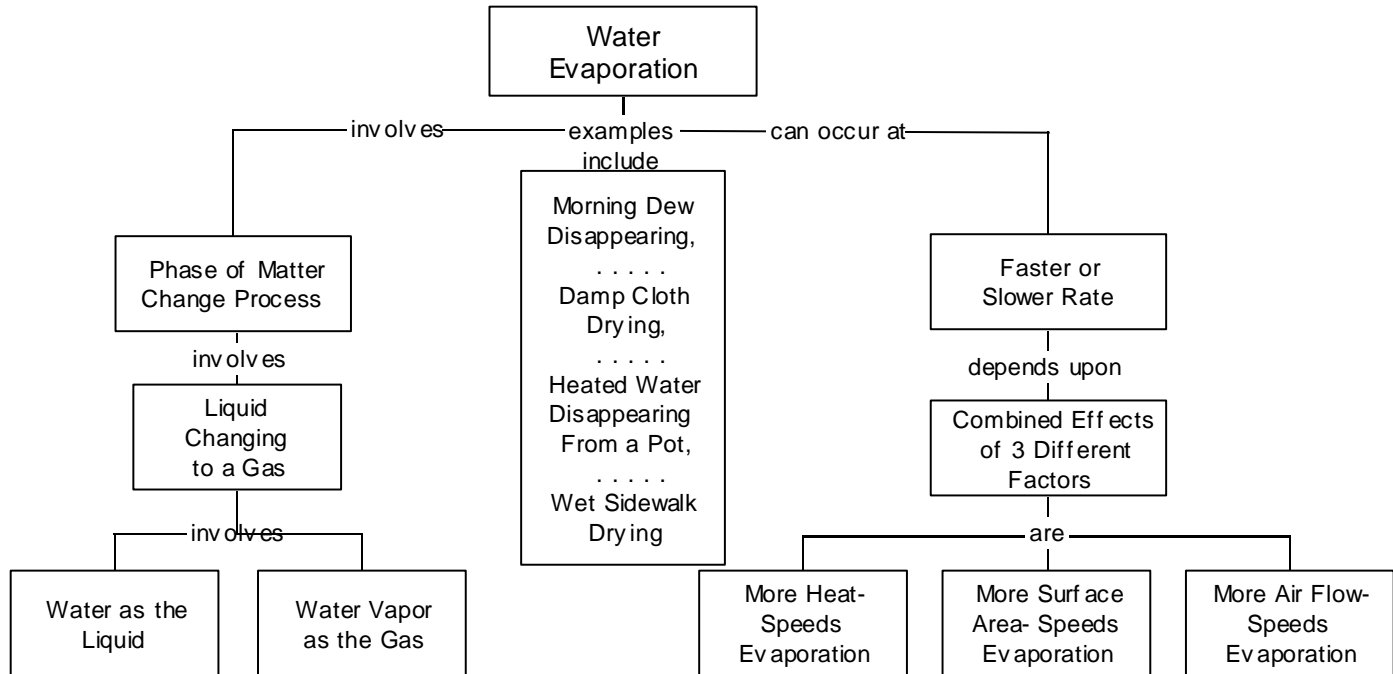 Water
Evaporation
involves
examples
include
can occur at
Phase of Matter
Change Process
involves
Liquid
Changing
to a Gas
involves
Water as the
Liquid
Water Vapor
as the Gas
Morning Dew
Disappearing,
. . . . .
Damp Cloth
Drying,
. . . . .
Heated Water
Disappearing
From a Pot,
. . . . .
Wet Sidewalk
Drying
Faster or
Slower Rate
depends upon
Combined Effects
of 3 Different
Factors
are
More Heat-
Speeds
Evaporation
More Surface
Area- Speeds
Evaporation
More Air Flow-
Speeds
Evaporation